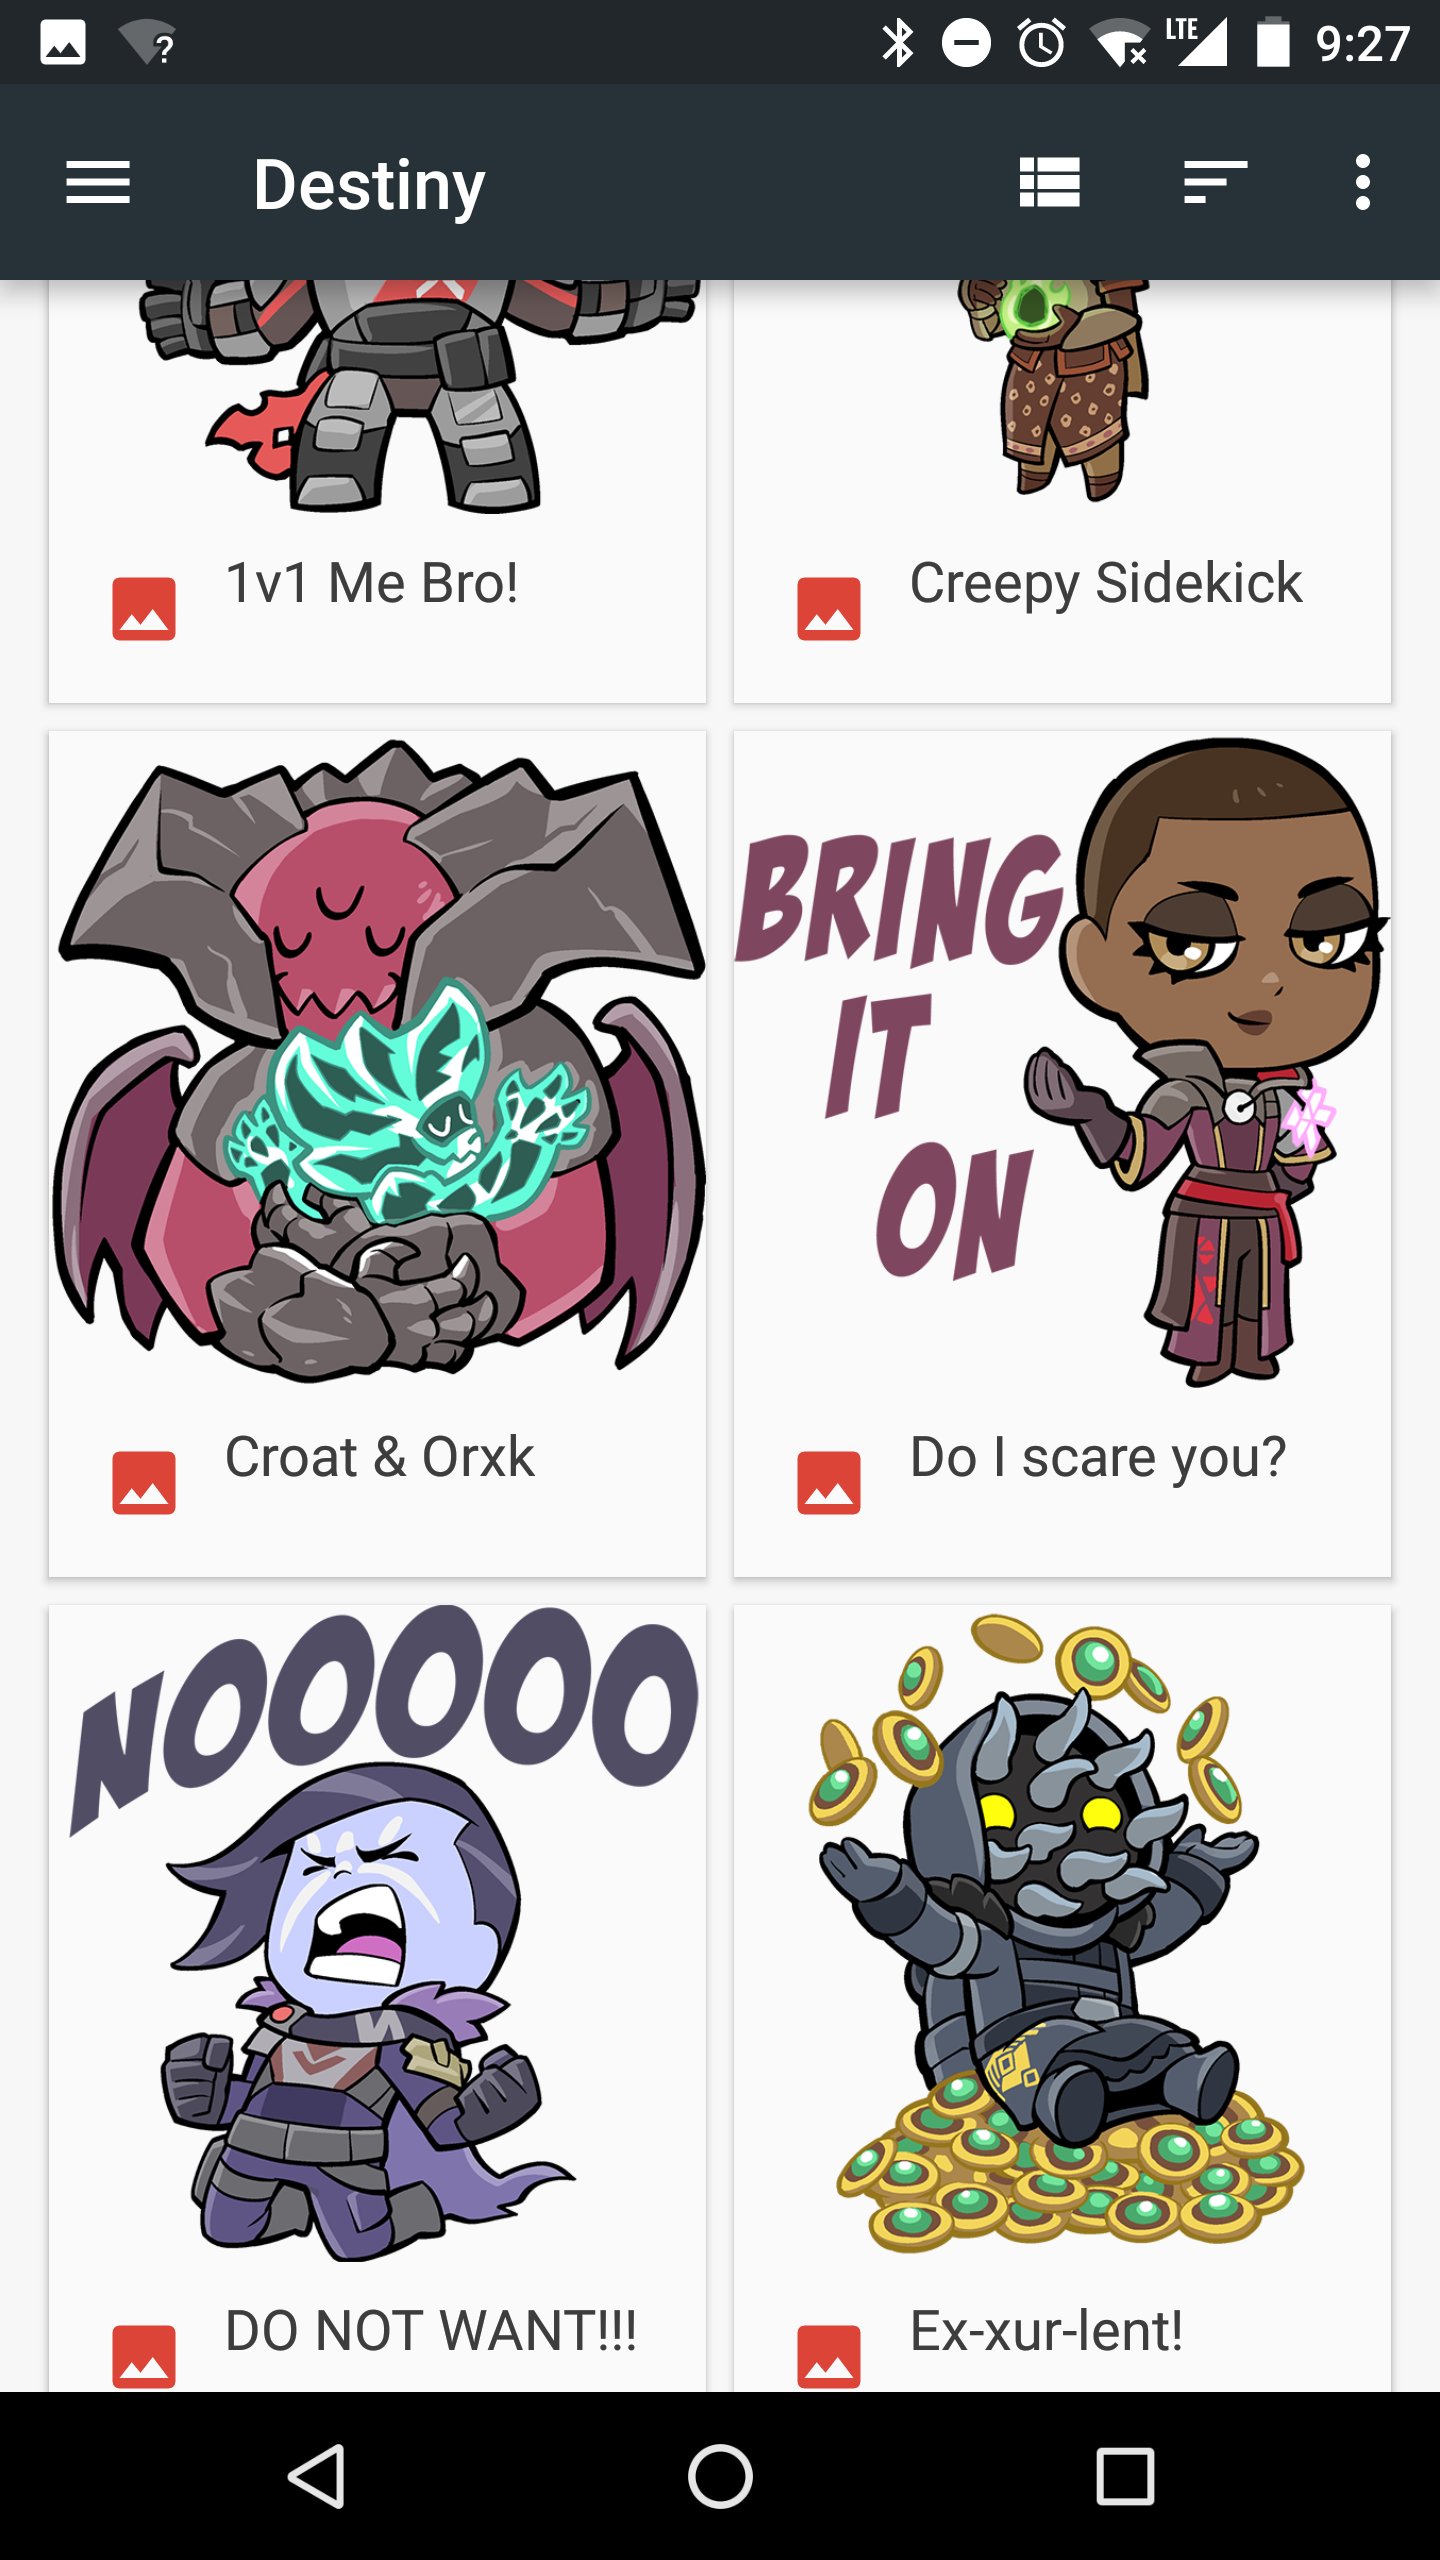 LTE 9:27
Destiny
1v1 Me Bro!
Creepy Sidekick
BRING
IT
ON
Croat & Orxk
Do I scare you?
NOOOOO
DO NOT WANT!!!
Ex-xur-lent!